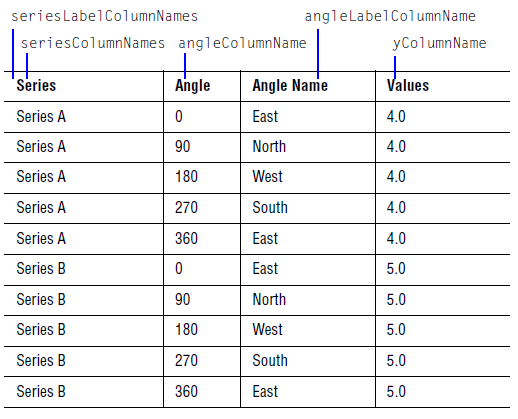 seriesLabelColumnNames angleLabelColumnName
seriesColumnNames angleColumnName yColumnName
Series Angle Angle Name Values
Series A 0 East 4.0
Series A 90 North 4.0
Series A 180 West 4.0
Series A 270 South 4.0
Series A 360 East 4.0
Series B 0 East 5.0
Series B 90 North 5.0
Series B 180 West 5.0
Series B 270 South 5.0
Series B 360 East 5.0